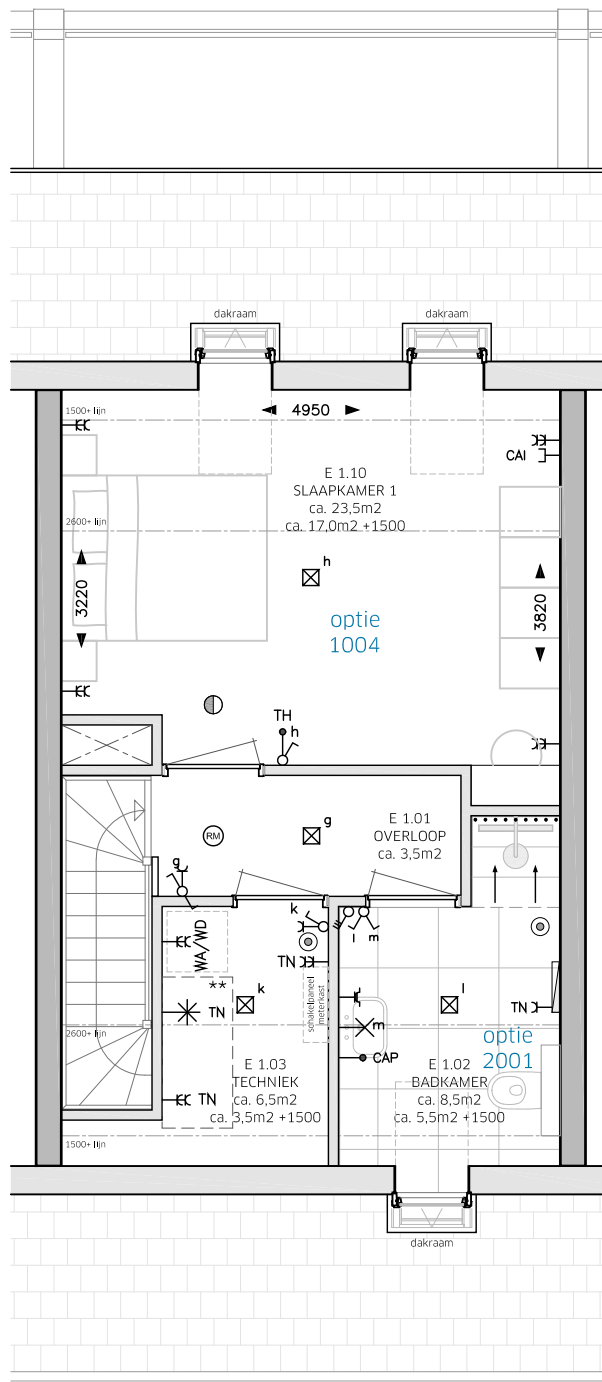 dakraam
dakraam
1500+ lijn
4950
CAI
E 1.10
SLAAPKAMER 1
ca. 23,5m2
ca. 17,0m2 +1500
2600+ lijn
h
3220
3820
optie
1004
TH
h
RM
g
E 1.01
OVERLOOP
ca. 3,5m2
g
k
l m
WA/WD
TN
schakelpaneel
meterkast
**
k
l
TN
TN
m
2600+ lijn
optie
2001
CAP
E 1.03
TECHNIEK
ca. 6,5m2
ca. 3,5m2 +1500
E 1.02
BADKAMER
ca. 8,5m2
ca. 5,5m2 +1500
TN
1500+ lijn
dakraam